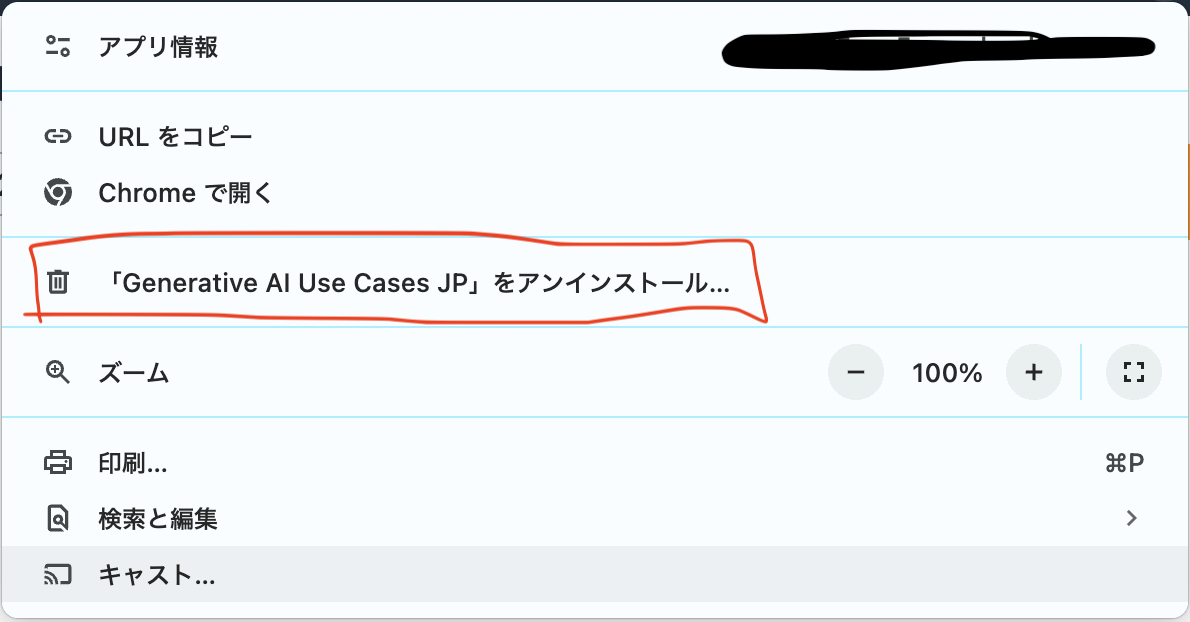 アプリ情報
URL をコピー
Chrome で開く
「Generative AI Use Cases JP」をアンインストール...
ズーム
100%
印刷...
⌘P
検索と編集
キャスト...